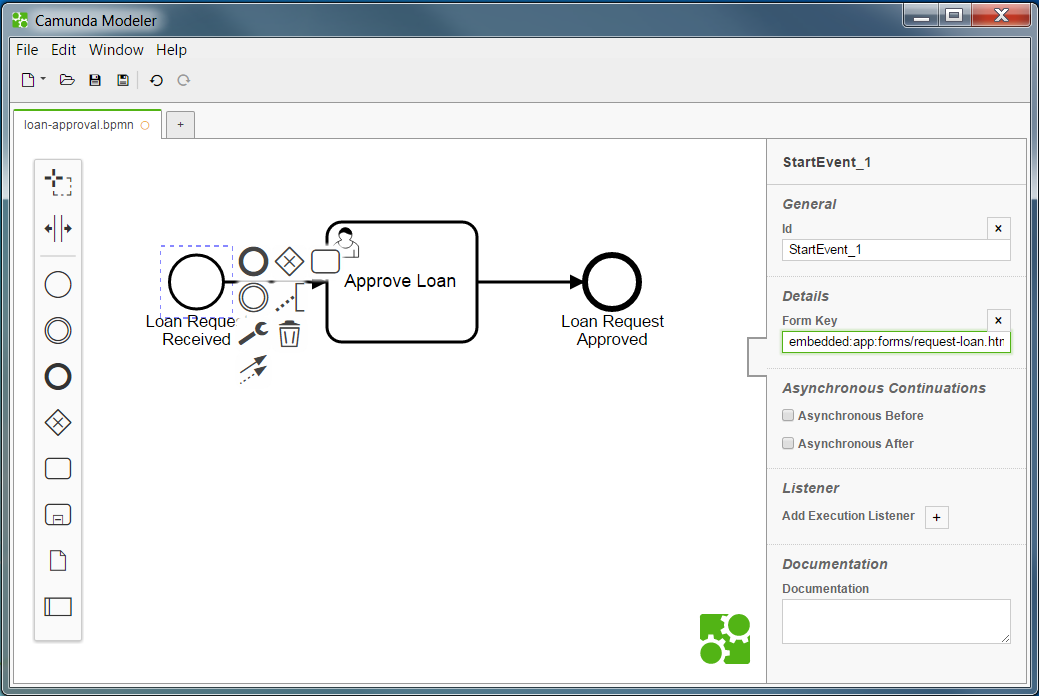 Camunda Modeler
File Edit Window Help
loan-approval.bpmn
+
Approve Loan
Loan Reque
Received
Loan Request
Approved
StartEvent_1
General
Id
x
StartEvent_1
Details
Form Key
x
embedded:app:forms/request-loan.htm
Asynchronous Continuations
Asynchronous Before
Asynchronous After
Listener
Add Execution Listener +
Documentation
Documentation